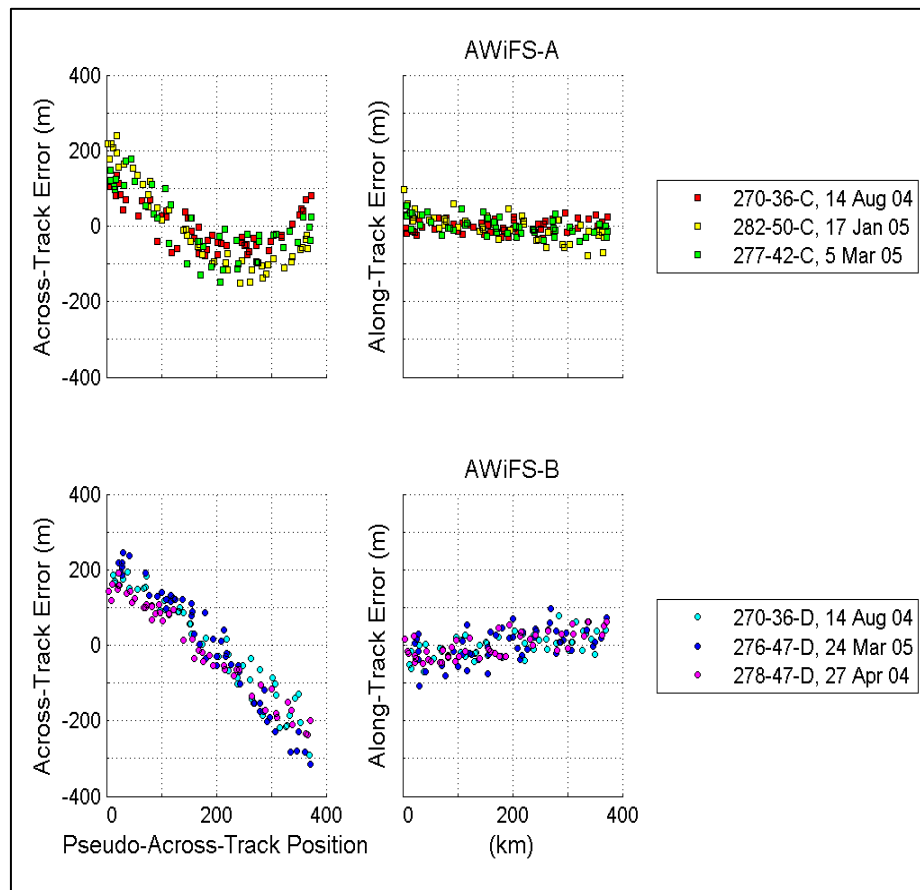 AWiFS-A
400
200
0
-200
-400
Across-Track Error (m)
Along-Track Error (m))
270-36-C, 14 Aug 04
282-50-C, 17 Jan 05
277-42-C, 5 Mar 05
AWiFS-B
400
200
0
-200
-400
Across-Track Error (m)
Along-Track Error (m)
270-36-D, 14 Aug 04
276-47-D, 24 Mar 05
278-47-D, 27 Apr 04
0 200 400
0 200 400
Pseudo-Across-Track Position (km)